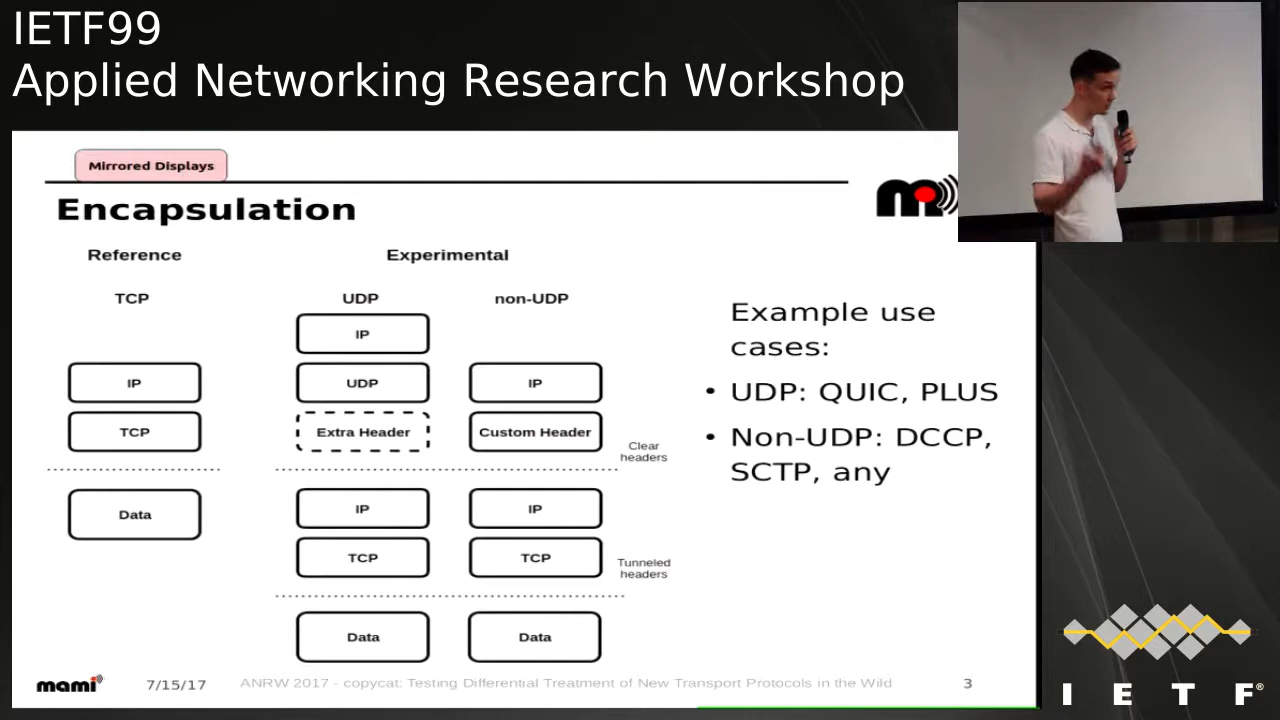 IETF99
Applied Networking Research Workshop
Mirrored Displays
Encapsulation
Reference
Experimental
TCP
UDP
non-UDP
IP
IP
UDP
IP
TCP
Extra Header
Custom Header
Clear
headers
Data
IP
IP
TCP
TCP
Tunneled
headers
Data
Data
Example use
cases:
• UDP: QUIC, PLUS
• Non-UDP: DCCP,
SCTP, any
mami
7/15/17
ANRW 2017 - copycat: Testing Differential Treatment of New Transport Protocols in the Wild
3
I E T F®